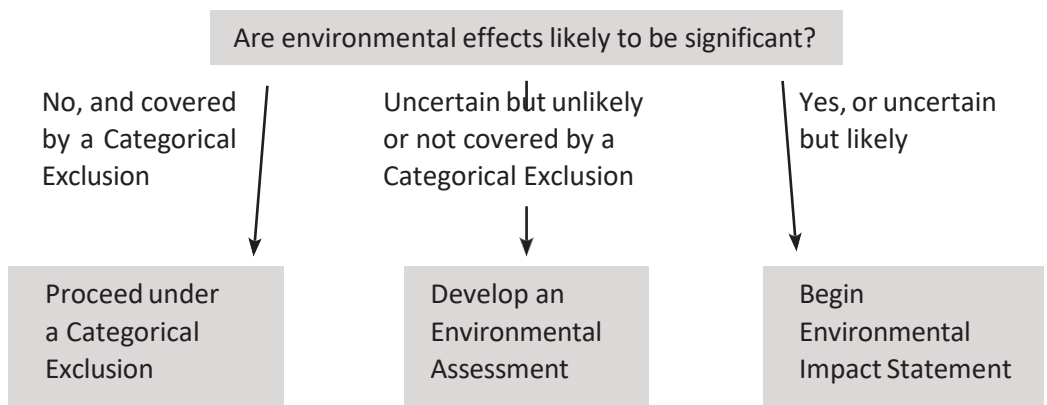 Are environmental effects likely to be significant?
No, and covered
by a Categorical
Exclusion
Uncertain but unlikely
or not covered by a
Categorical Exclusion
Yes, or uncertain
but likely
Proceed under
a Categorical
Exclusion
Develop an
Environmental
Assessment
Begin
Environmental
Impact Statement